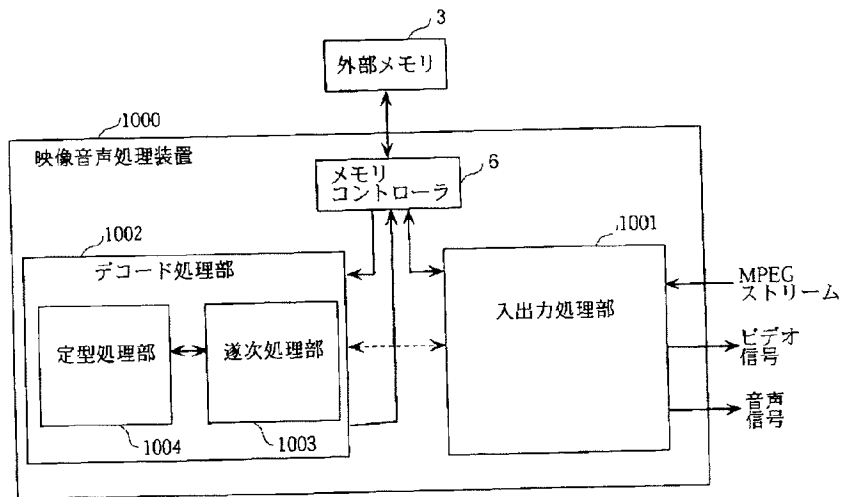 3
外部メモリ
1000
映像音声処理装置
メモリ
コントローラ
6
1002
デコード処理部
1001
MPEG
ストリーム
入出力処理部
定型処理部
遂次処理部
ビデオ
信号
音声
信号
1004
1003